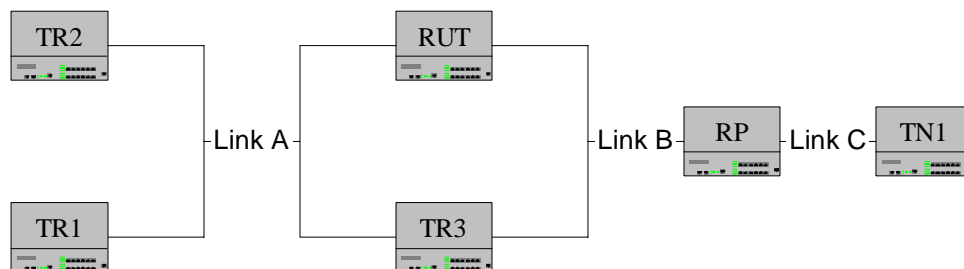 TR2
RUT
Link A
Link B
RP
Link C
TN1
TR1
TR3